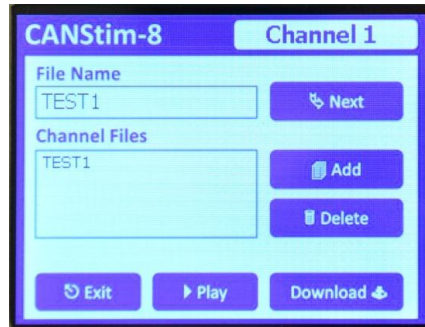 CANStim-8 Channel 1
File Name
TEST1 Next
Channel Files
TEST1
Add
Delete
Exit Play Download